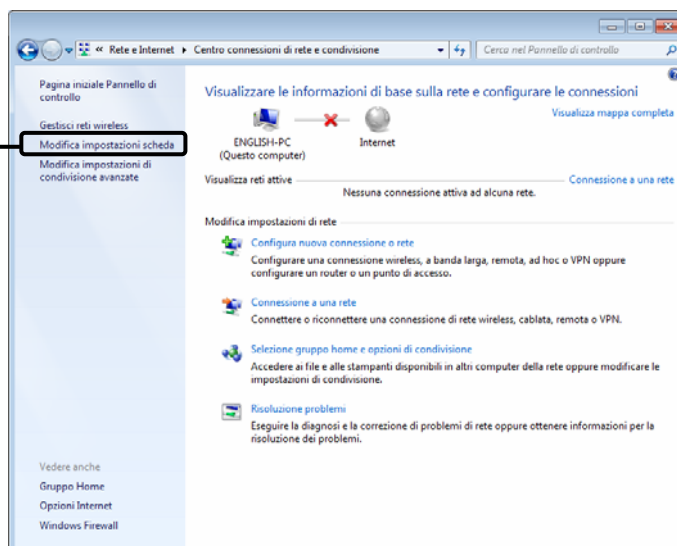 « Rete e Internet ▸ Centro connessioni di rete e condivisione
Cerca nel Pannello di controllo
Pagina iniziale Pannello di
controllo
Gestisci reti wireless
Modifica impostazioni scheda
Modifica impostazioni di
condivisione avanzate
Vedere anche
Gruppo Home
Opzioni Internet
Windows Firewall
Visualizzare le informazioni di base sulla rete e configurare le connessioni
Visualizza mappa completa
ENGLISH-PC
(Questo computer)
Internet
Visualizza reti attive
Connessione a una rete
Nessuna connessione attiva ad alcuna rete.
Modifica impostazioni di rete
Configura nuova connessione o rete
Configurare una connessione wireless, a banda larga, remota, ad hoc o VPN oppure
configurare un router o un punto di accesso.
Connessione a una rete
Connettere o riconnettere una connessione di rete wireless, cablata, remota o VPN.
Selezione gruppo home e opzioni di condivisione
Accedere ai file e alle stampanti disponibili in altri computer della rete oppure modificare le
impostazioni di condivisione.
Risoluzione problemi
Eseguire la diagnosi e la correzione di problemi di rete oppure ottenere informazioni per la
risoluzione dei problemi.